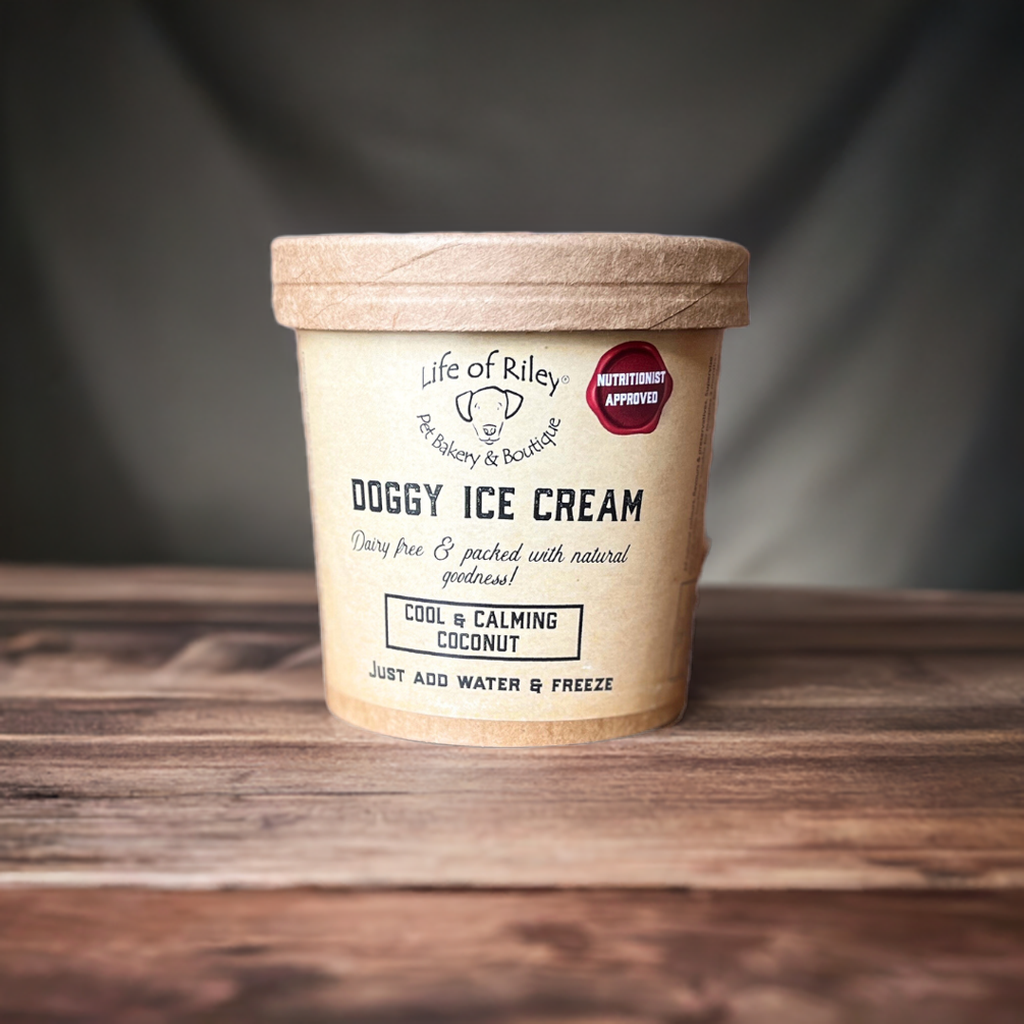 Life of Riley®
Pet Bakery & Boutique
NUTRITIONIST
APPROVED
DOGGY ICE CREAM
Dairy free & packed with natural
goodness!
COOL & CALMING
COCONUT
JUST ADD WATER & FREEZE